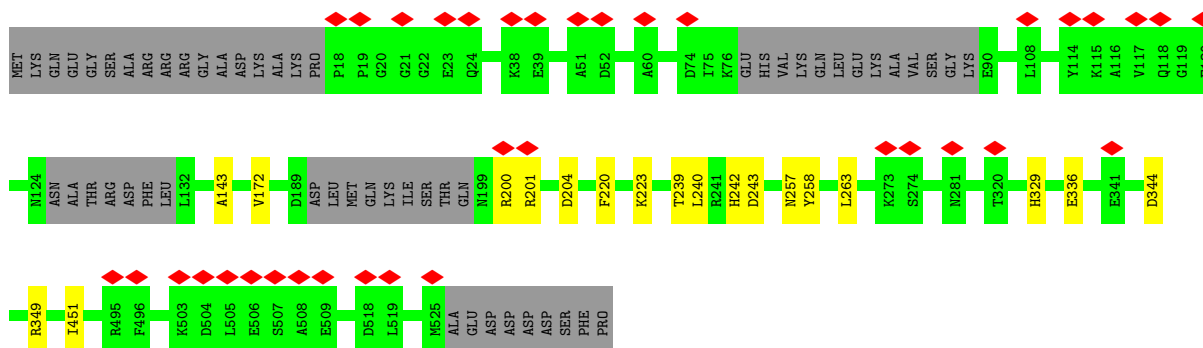 MET LYS GLN GLU GLY SER ALA ARG ARG ARG GLY ALA ASP LYS ALA LYS PRO P18 P19 G20 G21 G22 E23 Q24 K38 E39 A51 D52 A60 D74 I75 K76 GLU HIS VAL LYS GLN LEU GLU LYS ALA VAL SER GLY LYS E90 L108 Y114 K115 A116 V117 Q118 G119
N124 ASN ALA THR ARG ASP PHE LEU L132 A143 V172 D189 ASP LEU MET GLN LYS ILE SER THR GLN N199 R200 R201 D204 F220 K223 T239 L240 R241 H242 D243 N257 Y258 L263 K273 S274 N281 T320 H329 E336 E341 D344
R349 I451 R495 F496 K503 D504 L505 E506 S507 A508 E509 D518 L519 M525 ALA GLU ASP ASP ASP ASP SER PHE PRO